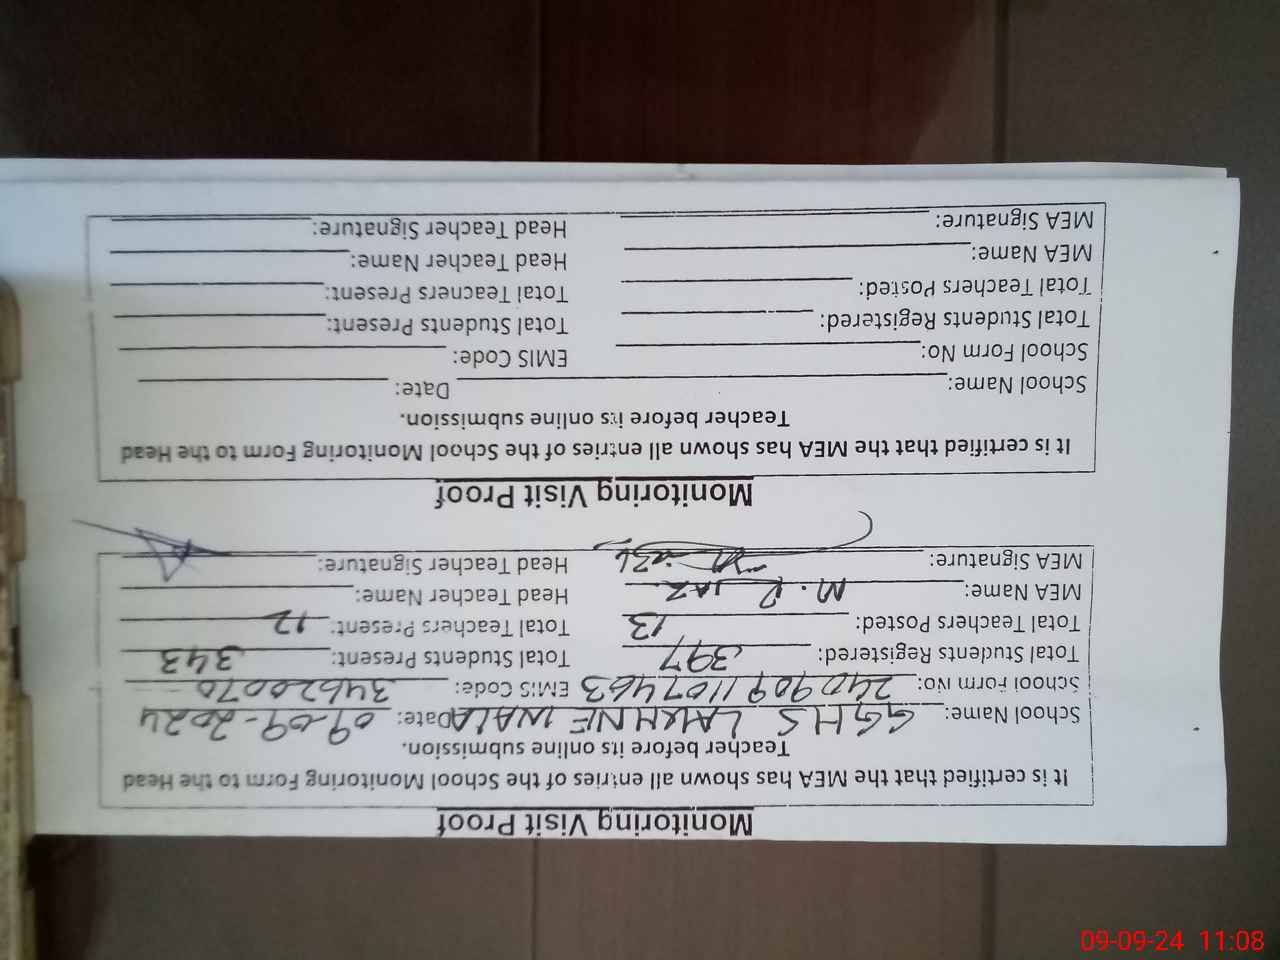 Monitoring Visit Proof
It is certified that the MEA has shown all entries of the School Monitoring Form to the Head
Teacher before its online submission.
School Name: GGHS LAKHNE WALA Date: 09-09-2024
School Form No: 2409091107463 EMIS Code: 34620070
Total Students Registered: 397 Total Students Present: 343
Total Teachers Posted: 13 Total Teachers Present: 12
MEA Name: M. Riaz Head Teacher Name:
MEA Signature: Head Teacher Signature:
Monitoring Visit Proof
It is certified that the MEA has shown all entries of the School Monitoring Form to the Head
Teacher before its online submission.
School Name: Date:
School Form No: EMIS Code:
Total Students Registered: Total Students Present:
Total Teachers Posted: Total Teachers Present:
MEA Name: Head Teacher Name:
MEA Signature: Head Teacher Signature:
09-09-24 11:08